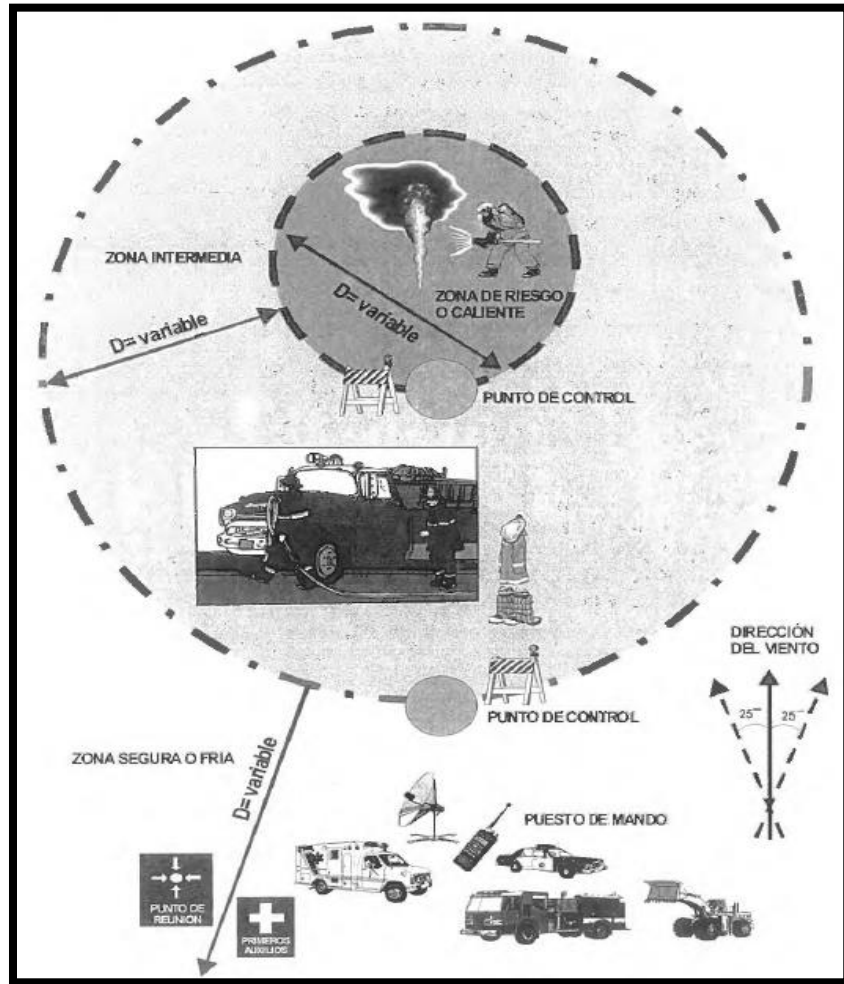 ZONA INTERMEDIA
D= variable
D= variable
ZONA DE RIESGO
O CALIENTE
PUNTO DE CONTROL
DIRECCIÓN
DEL VIENTO
25
25
PUNTO DE CONTROL
ZONA SEGURA O FRIA
D= variable
PUESTO DE MANDO
PUNTO DE
REUNION
PRIMEROS
AUXILIOS